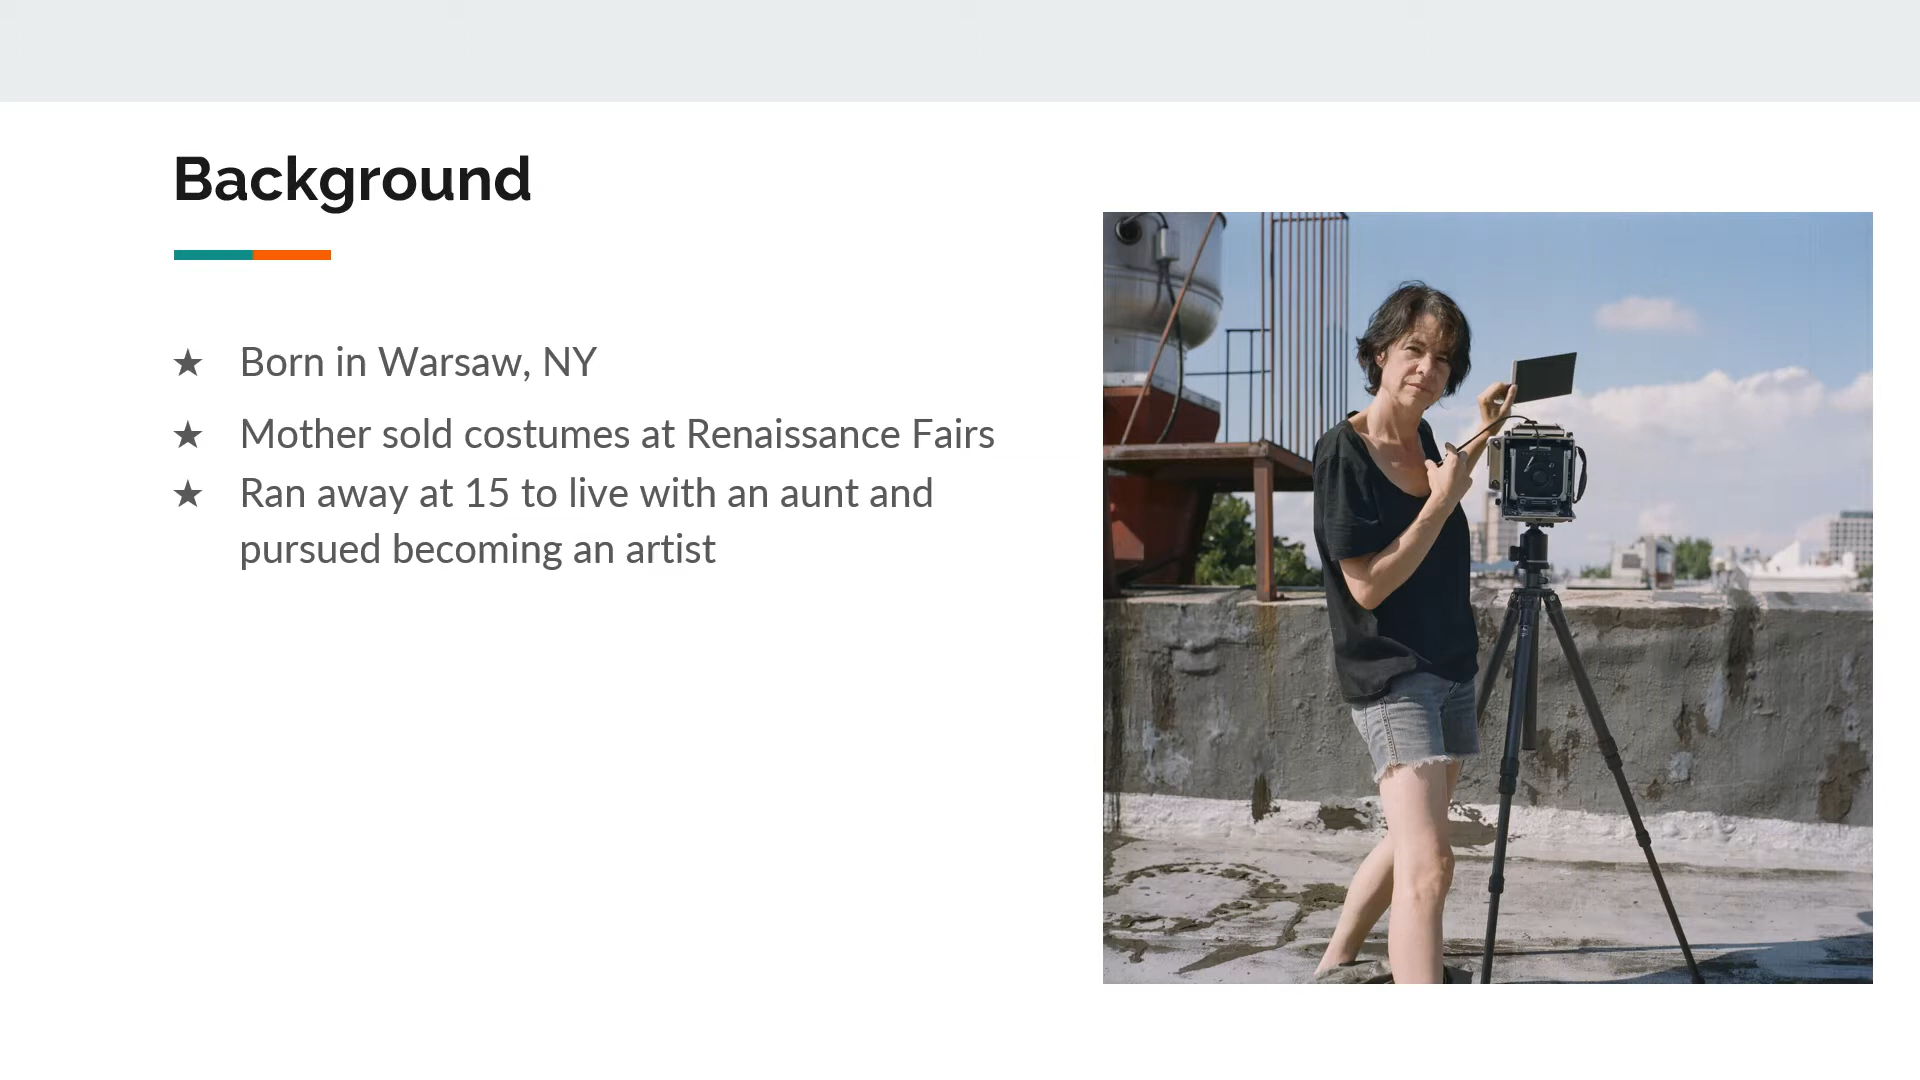 Background
★ Born in Warsaw, NY
★ Mother sold costumes at Renaissance Fairs
★ Ran away at 15 to live with an aunt and
pursued becoming an artist